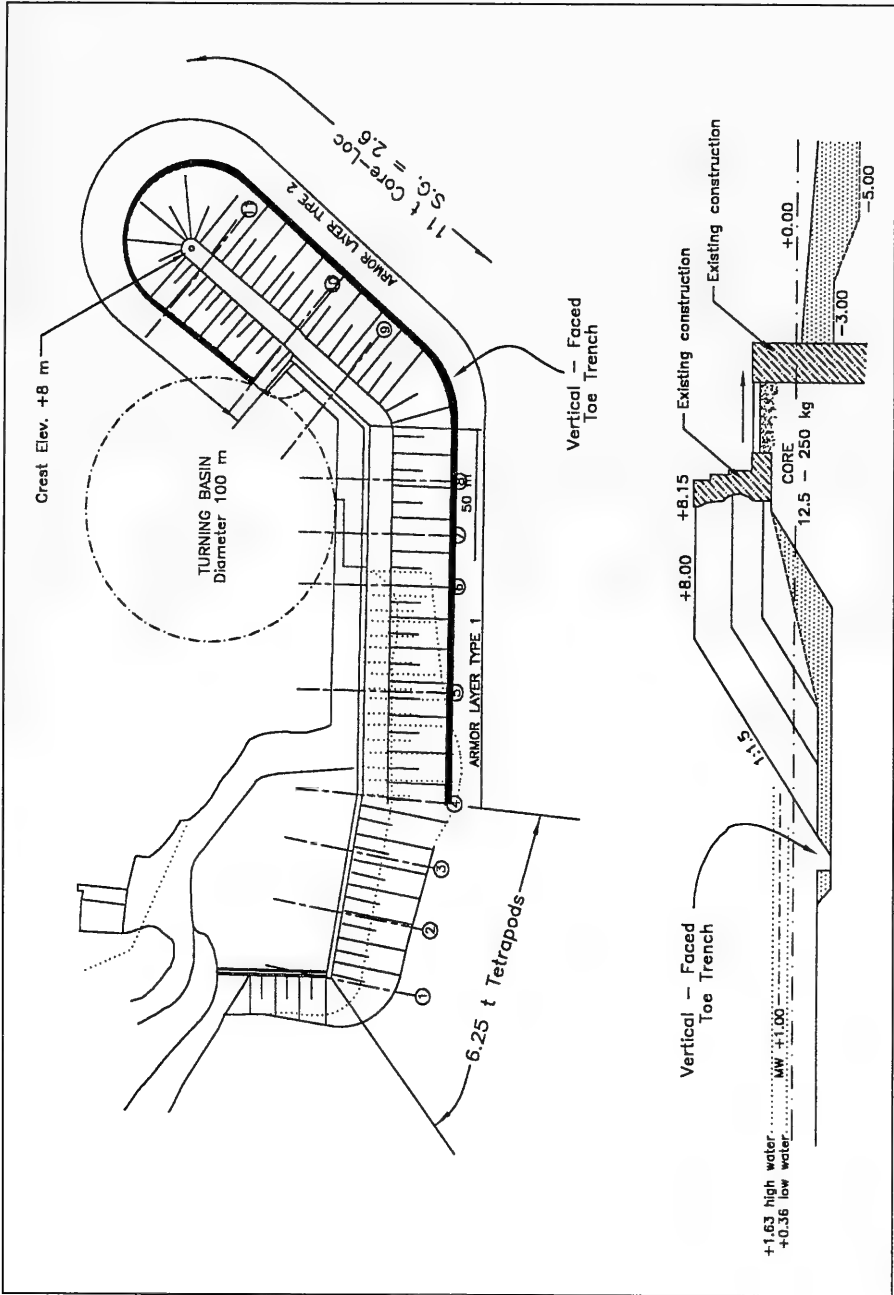 Crest Elev. +8 m
TURNING BASIN
Diameter 100 m
11 t Core-Loc
S.G. = 2.6
ARMOR LAYER TYPE 2
11
9
8
7
6
5
4
3
2
1
50 m
ARMOR LAYER TYPE 1
Vertical – Faced
Toe Trench
6.25 t Tetrapods
Vertical – Faced
Toe Trench
+1.63 high water
+0.36 low water
MW +1.00
1:1.5
+8.00
+8.15
Existing construction
Existing construction
CORE
12.5 – 250 kg
+0.00
-3.00
-5.00